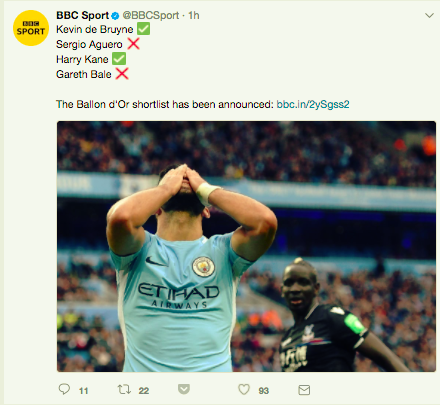 BBC
SPORT
BBC Sport @BBCSport · 1h
Kevin de Bruyne ✅
Sergio Aguero ❌
Harry Kane ✅
Gareth Bale ❌
The Ballon d'Or shortlist has been announced: bbc.in/2ySgss2
ETIHAD
AIRWAYS
11 22 93